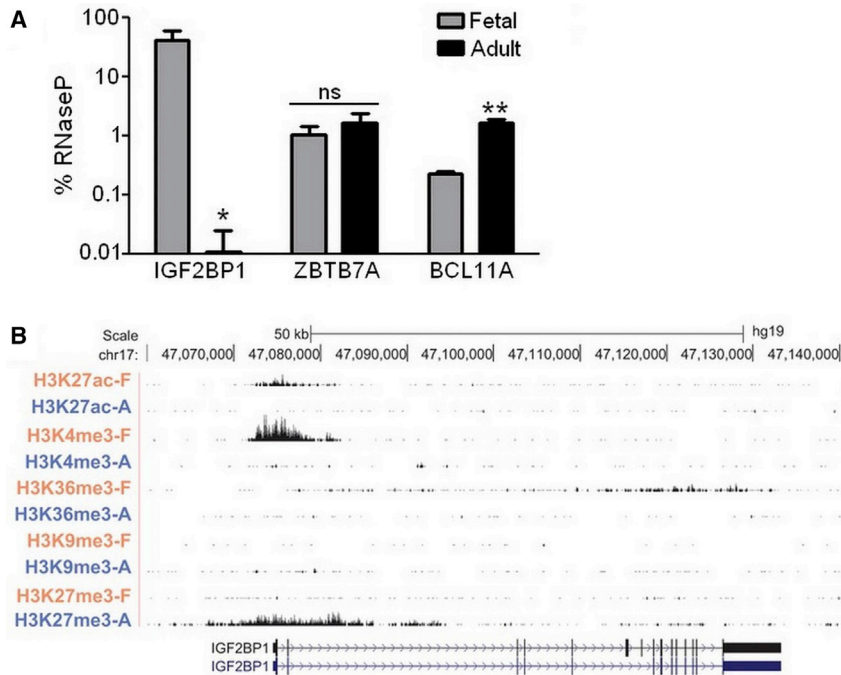 A
100
10
1
0.1
0.01
% RNaseP
Fetal
Adult
*
ns
**
IGF2BP1 ZBTB7A BCL11A
B
Scale 50 kb hg19
chr17: 47,070,000 47,080,000 47,090,000 47,100,000 47,110,000 47,120,000 47,130,000 47,140,000
H3K27ac-F
H3K27ac-A
H3K4me3-F
H3K4me3-A
H3K36me3-F
H3K36me3-A
H3K9me3-F
H3K9me3-A
H3K27me3-F
H3K27me3-A
IGF2BP1
IGF2BP1